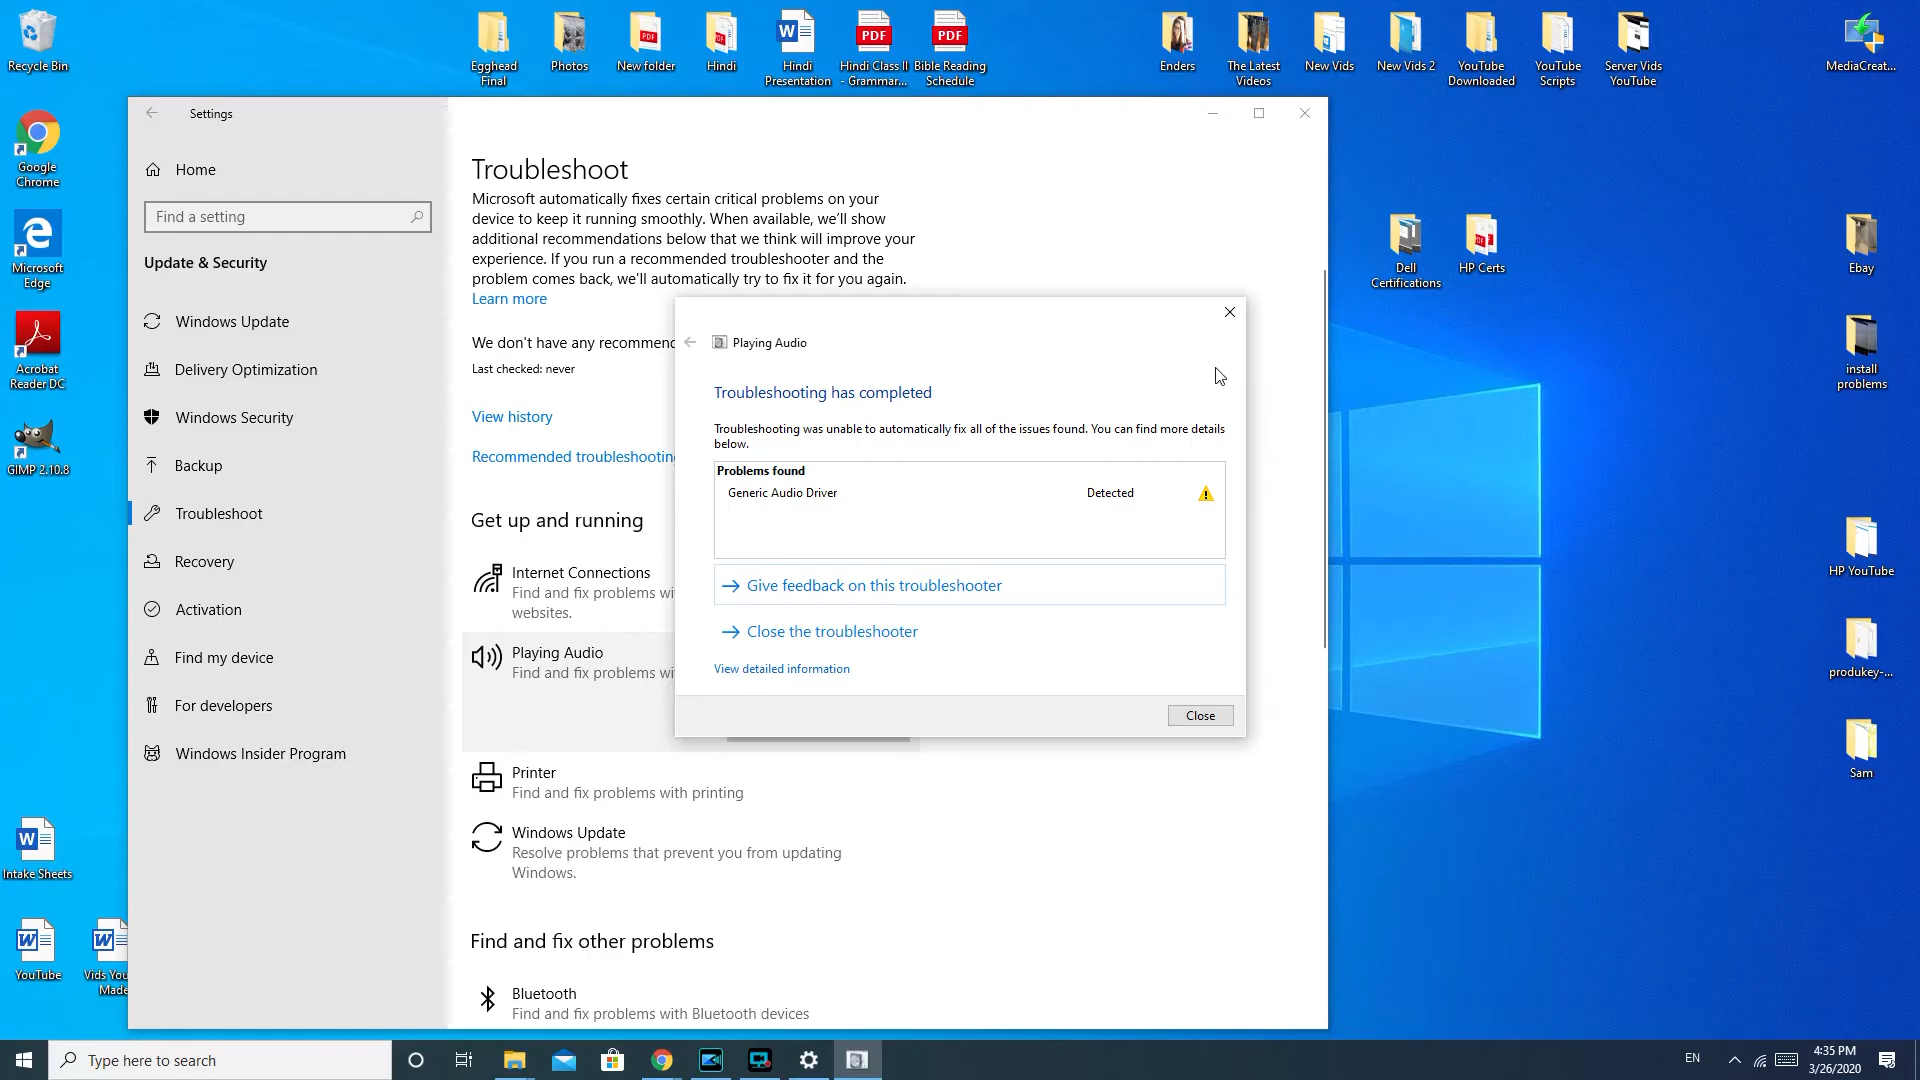 Recycle Bin
Egghead
Final
Photos
New folder
Hindi
Hindi
Presentation
Hindi Class II
- Grammar...
Bible Reading
Schedule
Enders
The Latest
Videos
New Vids
New Vids 2
YouTube
Downloaded
YouTube
Scripts
Server Vids
YouTube
MediaCreat...
Google
Chrome
Microsoft
Edge
Acrobat
Reader DC
GIMP 2.10.8
Intake Sheets
YouTube
Vids You
Made
Dell
Certifications
HP Certs
Ebay
install
problems
HP YouTube
produkey-...
Sam
Settings
Home
Find a setting
Update & Security
Windows Update
Delivery Optimization
Windows Security
Backup
Troubleshoot
Recovery
Activation
Find my device
For developers
Windows Insider Program
Troubleshoot
Microsoft automatically fixes certain critical problems on your
device to keep it running smoothly. When available, we'll show
additional recommendations below that we think will improve your
experience. If you run a recommended troubleshooter and the
problem comes back, we'll automatically try to fix it for you again.
Learn more
We don't have any recommend
Last checked: never
View history
Recommended troubleshooting
Get up and running
Internet Connections
Find and fix problems wi
websites.
Playing Audio
Find and fix problems wi
Printer
Find and fix problems with printing
Windows Update
Resolve problems that prevent you from updating
Windows.
Find and fix other problems
Bluetooth
Find and fix problems with Bluetooth devices
Playing Audio
Troubleshooting has completed
Troubleshooting was unable to automatically fix all of the issues found. You can find more details
below.
Problems found
Generic Audio Driver Detected
Give feedback on this troubleshooter
Close the troubleshooter
View detailed information
Close
Type here to search
EN
4:35 PM
3/26/2020